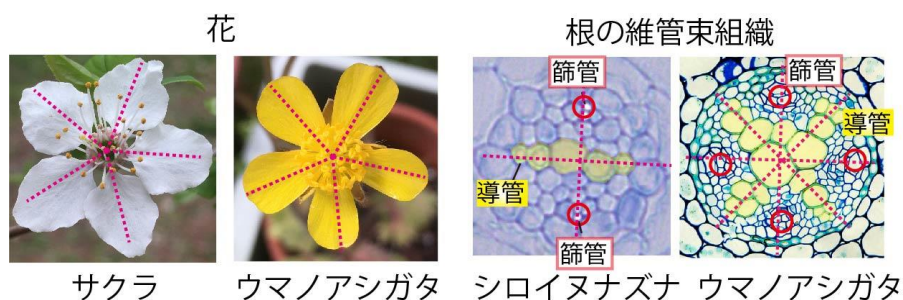 花
根の維管束組織
篩管
篩管
導管
導管
篩管
サクラ
ウマノアシガタ
シロイヌナズナ
ウマノアシガタ